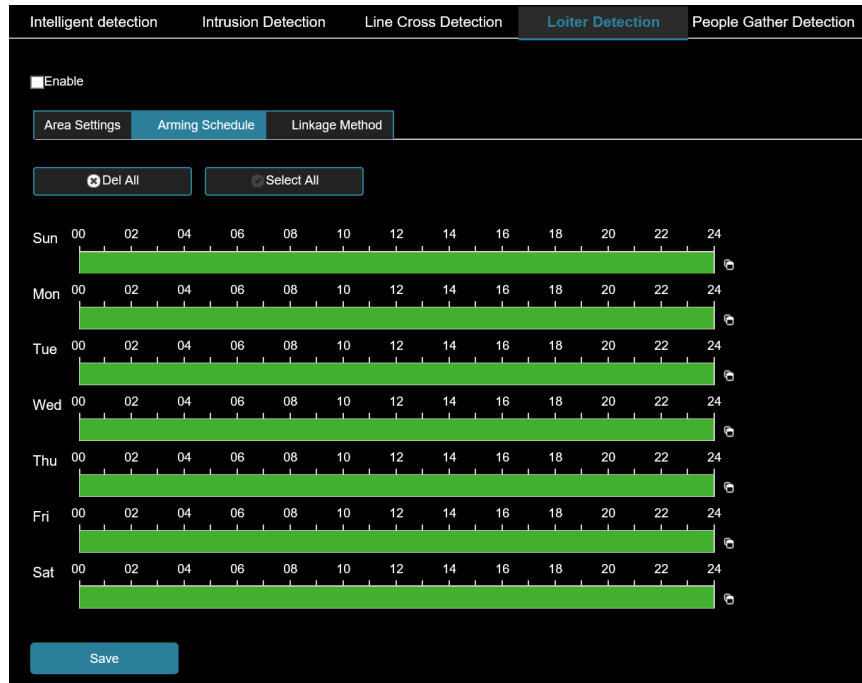 Intelligent detection Intrusion Detection Line Cross Detection Loiter Detection People Gather Detection
Enable
Area Settings Arming Schedule Linkage Method
Del All Select All
Sun 00 02 04 06 08 10 12 14 16 18 20 22 24
Mon 00 02 04 06 08 10 12 14 16 18 20 22 24
Tue 00 02 04 06 08 10 12 14 16 18 20 22 24
Wed 00 02 04 06 08 10 12 14 16 18 20 22 24
Thu 00 02 04 06 08 10 12 14 16 18 20 22 24
Fri 00 02 04 06 08 10 12 14 16 18 20 22 24
Sat 00 02 04 06 08 10 12 14 16 18 20 22 24
Save